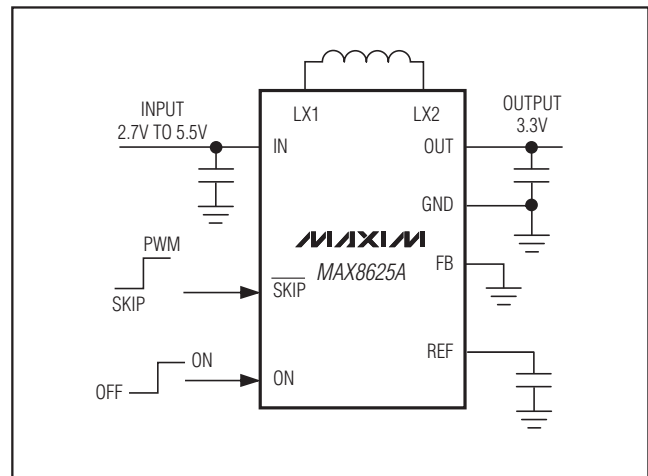 LX1
LX2
INPUT
2.7V TO 5.5V
OUTPUT
3.3V
IN
OUT
GND
MAXIM
MAX8625A
PWM
SKIP
SKIP
FB
ON
OFF
ON
REF